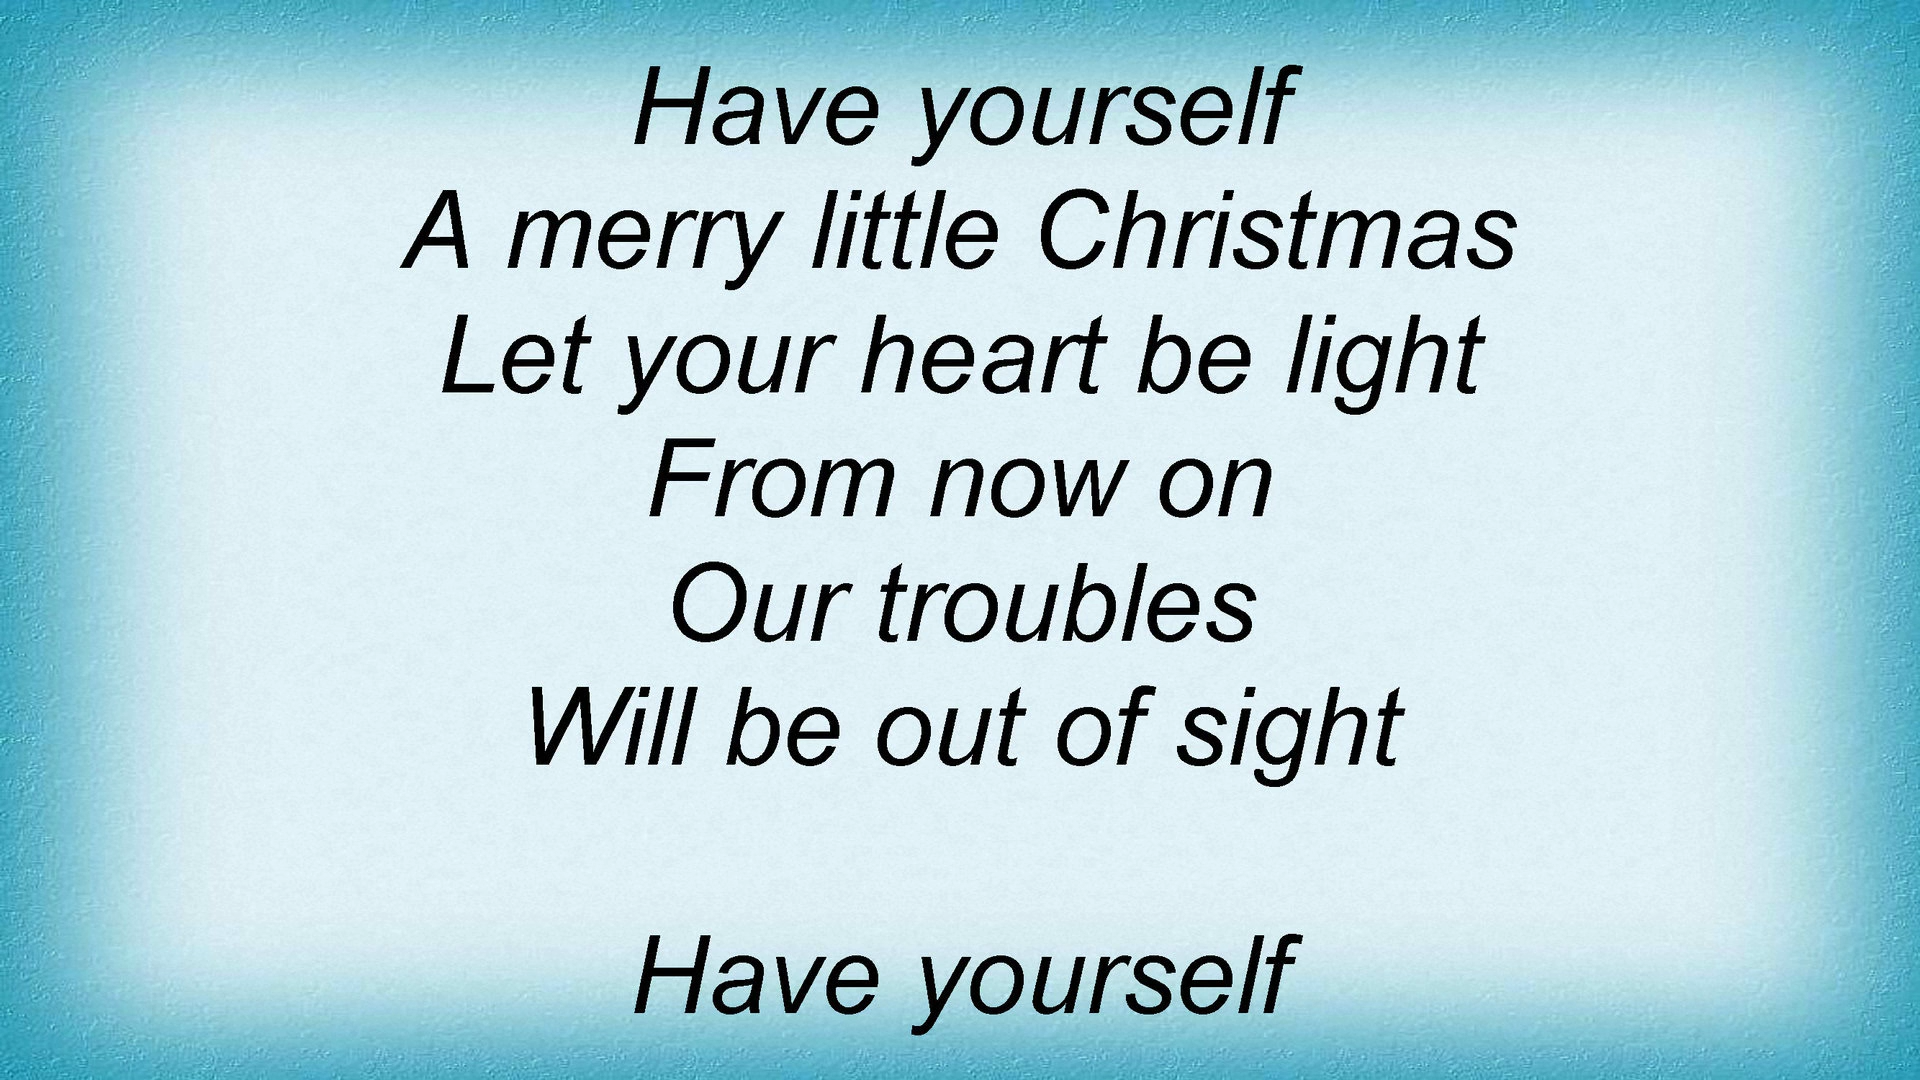 Have yourself
A merry little Christmas
Let your heart be light
From now on
Our troubles
Will be out of sight
Have yourself